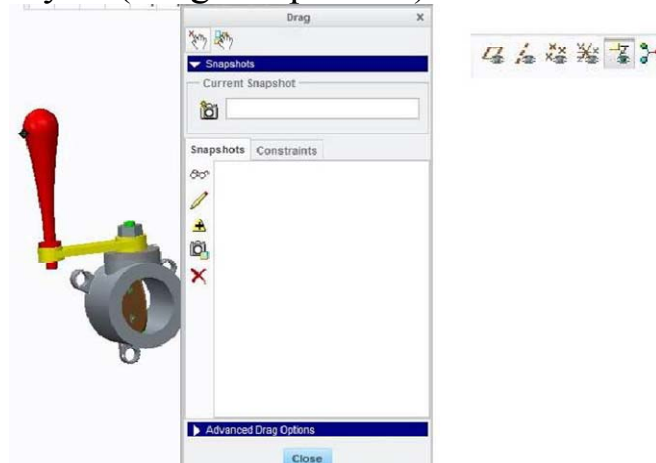 Drag
Snapshots
Current Snapshot
Snapshots Constraints
Advanced Drag Options
Close